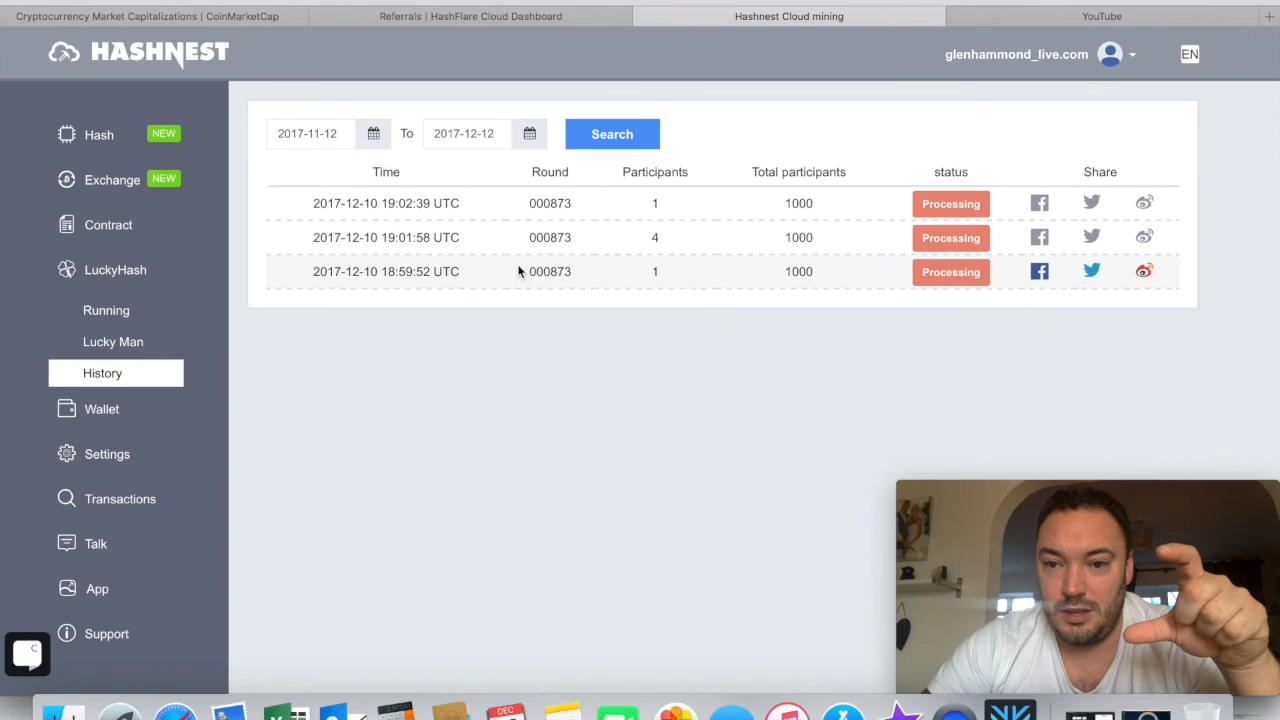 Cryptocurrency Market Capitalizations | CoinMarketCap
Referrals | HashFlare Cloud Dashboard
Hashnest Cloud mining
YouTube
HASHNEST
glenhammond_live.com
EN
Hash NEW
Exchange NEW
Contract
LuckyHash
Running
Lucky Man
History
Wallet
Settings
Transactions
Talk
App
Support
2017-11-12 To 2017-12-12 Search
Time Round Participants Total participants status Share
2017-12-10 19:02:39 UTC 000873 1 1000 Processing
2017-12-10 19:01:58 UTC 000873 4 1000 Processing
2017-12-10 18:59:52 UTC 000873 1 1000 Processing
DEC